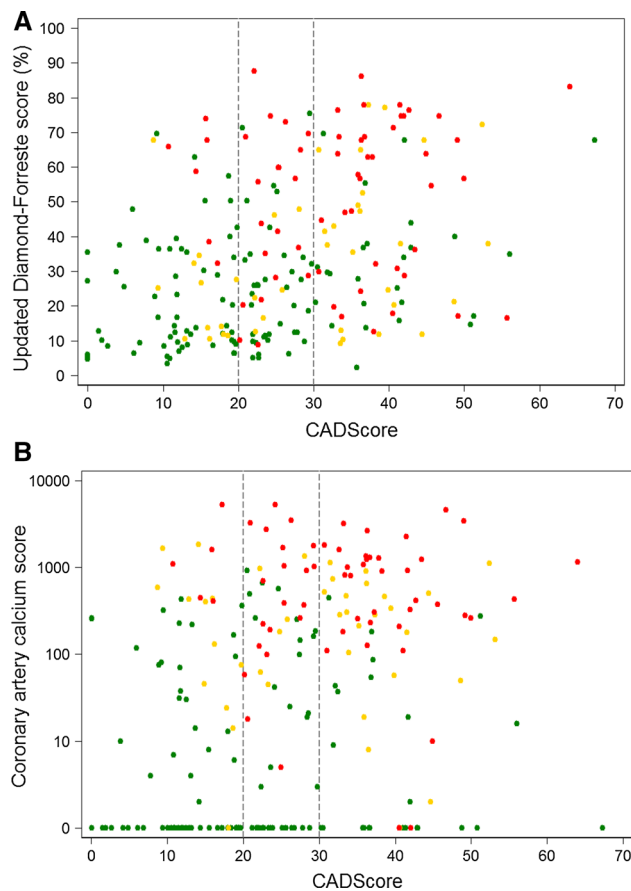 A
Updated Diamond-Forreste score (%)
100
90
80
70
60
50
40
30
20
10
0
0 10 20 30 40 50 60 70
CADScore
B
Coronary artery calcium score
10000
1000
100
10
0
0 10 20 30 40 50 60 70
CADScore